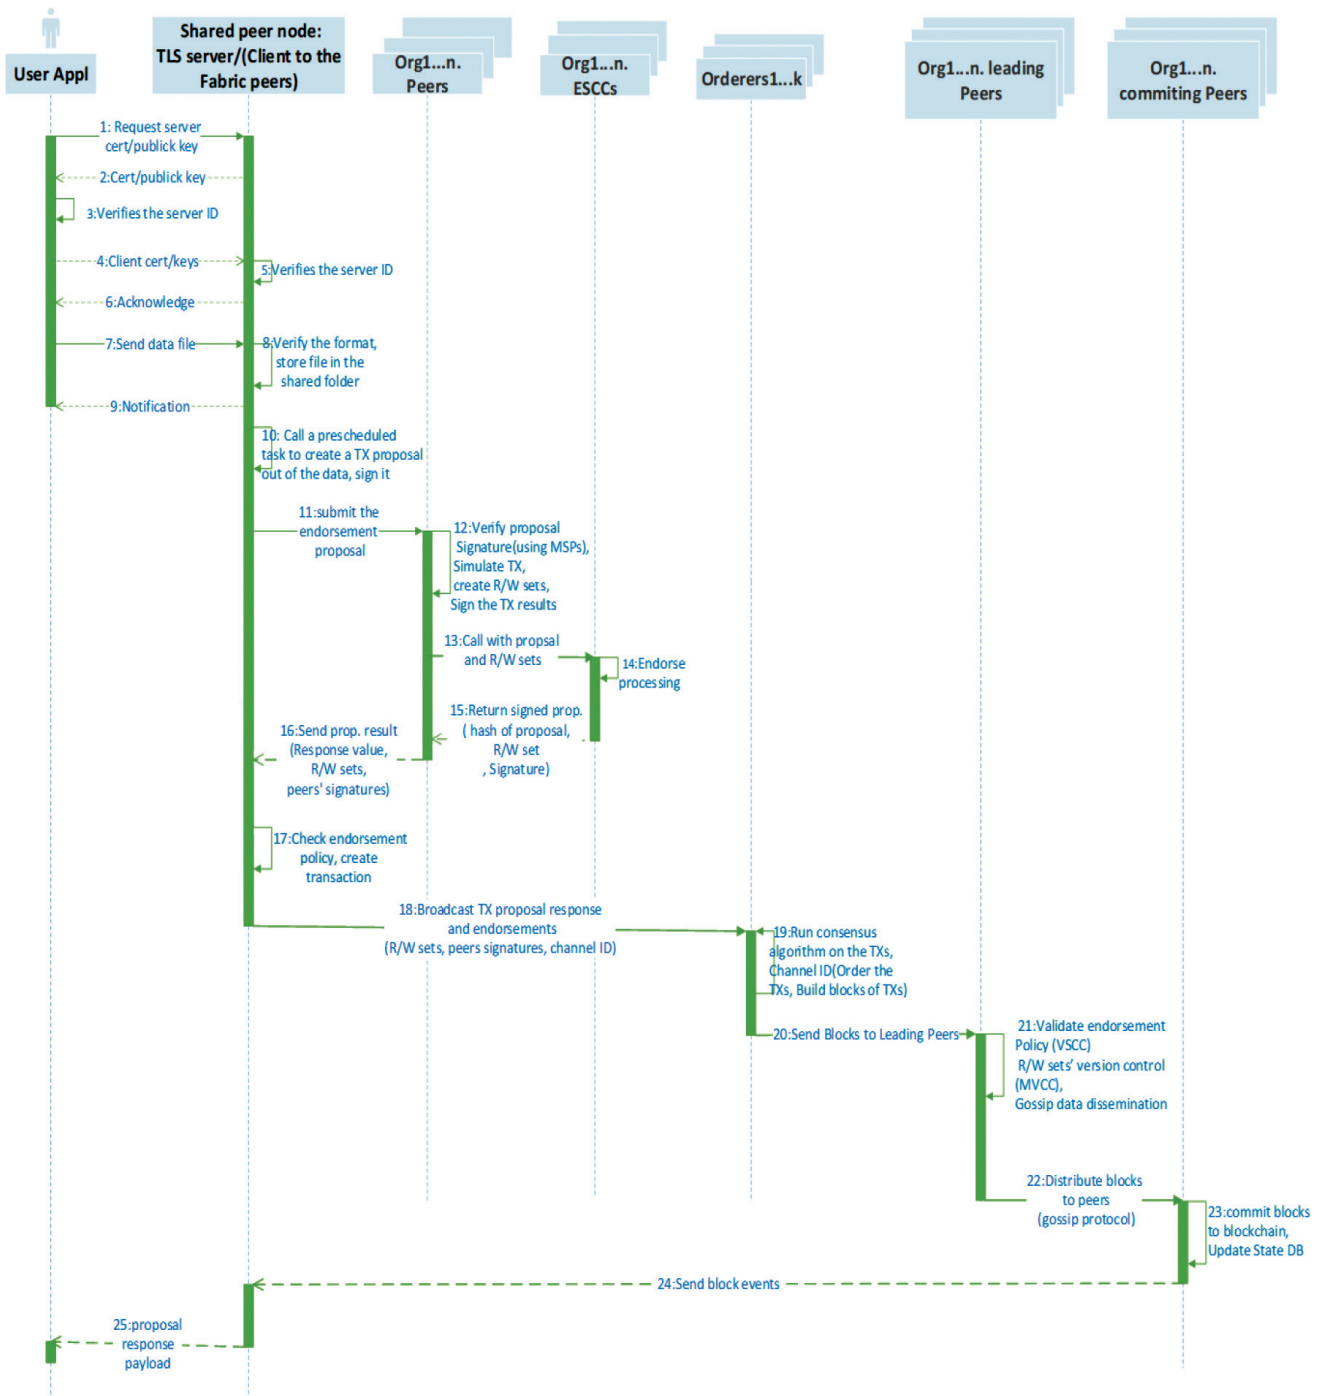 User Appl
Shared peer node:
TLS server/(Client to the
Fabric peers)
Org1...n.
Peers
Org1...n.
ESCCs
Orderers1...k
Org1...n. leading
Peers
Org1...n.
commiting Peers
1: Request server
cert/publick key
2:Cert/publick key
3:Verifies the server ID
4:Client cert/keys
5:Verifies the server ID
6:Acknowledge
7:Send data file
8:Verify the format,
store file in the
shared folder
9:Notification
10: Call a prescheduled
task to create a TX proposal
out of the data, sign it
11:submit the
endorsement
proposal
12:Verify proposal
Signature(using MSPs),
Simulate TX,
create R/W sets,
Sign the TX results
13:Call with propsal
and R/W sets
14:Endorse
processing
15:Return signed prop.
( hash of proposal,
R/W set
, Signature)
16:Send prop. result
(Response value,
R/W sets,
peers' signatures)
17:Check endorsement
policy, create
transaction
18:Broadcast TX proposal response
and endorsements
(R/W sets, peers signatures, channel ID)
19:Run consensus
algorithm on the TXs,
Channel ID(Order the
TXs, Build blocks of TXs)
20:Send Blocks to Leading Peers
21:Validate endorsement
Policy (VSCC)
R/W sets' version control
(MVCC),
Gossip data dissemination
22:Distribute blocks
to peers
(gossip protocol)
23:commit blocks
to blockchain,
Update State DB
24:Send block events
25:proposal
response
payload